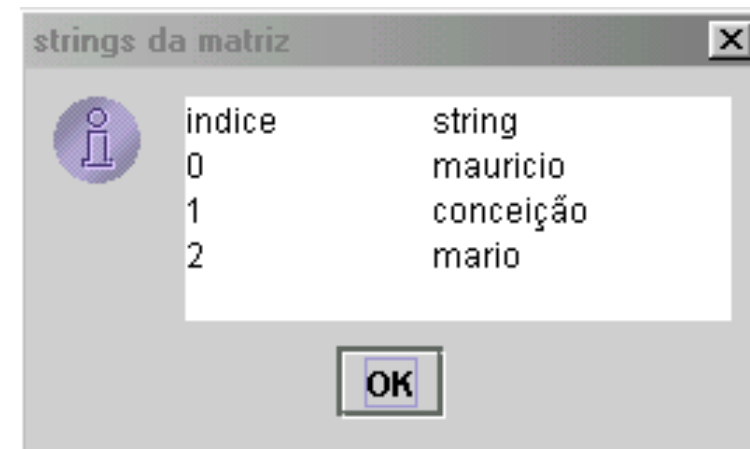 strings da matriz
indice string
0 mauricio
1 conceição
2 mario
OK